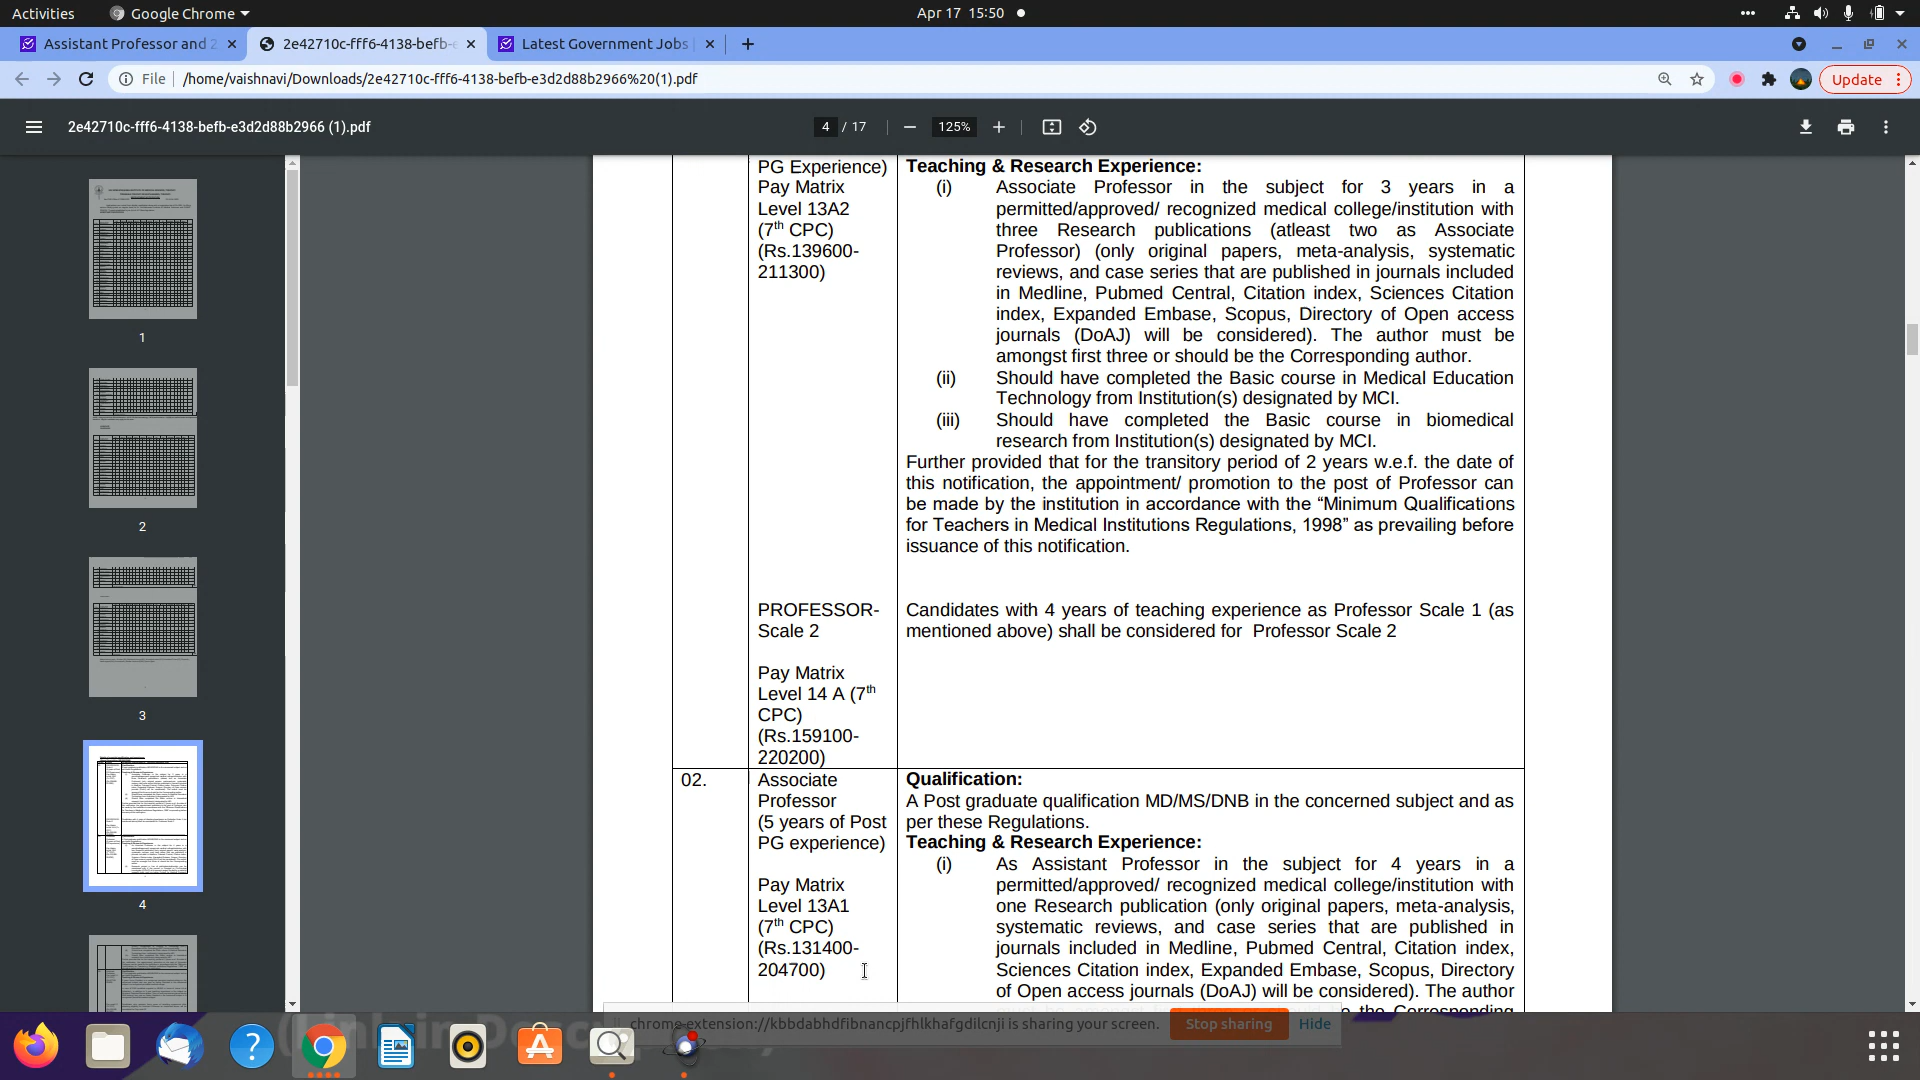 Activities
Google Chrome
Apr 17 15:50
Assistant Professor and 2
2e42710c-fff6-4138-befb-e
Latest Government Jobs
File
/home/vaishnavi/Downloads/2e42710c-fff6-4138-befb-e3d2d88b2966%20(1).pdf
Update
2e42710c-fff6-4138-befb-e3d2d88b2966 (1).pdf
4 / 17
125%
1
2
3
4
PG Experience)
Pay Matrix
Level 13A2
(7th CPC)
(Rs.139600-
211300)
Teaching & Research Experience:
(i) Associate Professor in the subject for 3 years in a
permitted/approved/ recognized medical college/institution with
three Research publications (atleast two as Associate
Professor) (only original papers, meta-analysis, systematic
reviews, and case series that are published in journals included
in Medline, Pubmed Central, Citation index, Sciences Citation
index, Expanded Embase, Scopus, Directory of Open access
journals (DoAJ) will be considered). The author must be
amongst first three or should be the Corresponding author.
(ii) Should have completed the Basic course in Medical Education
Technology from Institution(s) designated by MCI.
(iii) Should have completed the Basic course in biomedical
research from Institution(s) designated by MCI.
Further provided that for the transitory period of 2 years w.e.f. the date of
this notification, the appointment/ promotion to the post of Professor can
be made by the institution in accordance with the “Minimum Qualifications
for Teachers in Medical Institutions Regulations, 1998” as prevailing before
issuance of this notification.
PROFESSOR-
Scale 2
Pay Matrix
Level 14 A (7th
CPC)
(Rs.159100-
220200)
Candidates with 4 years of teaching experience as Professor Scale 1 (as
mentioned above) shall be considered for Professor Scale 2
02.
Associate
Professor
(5 years of Post
PG experience)
Pay Matrix
Level 13A1
(7th CPC)
(Rs.131400-
204700)
Qualification:
A Post graduate qualification MD/MS/DNB in the concerned subject and as
per these Regulations.
Teaching & Research Experience:
(i) As Assistant Professor in the subject for 4 years in a
permitted/approved/ recognized medical college/institution with
one Research publication (only original papers, meta-analysis,
systematic reviews, and case series that are published in
journals included in Medline, Pubmed Central, Citation index,
Sciences Citation index, Expanded Embase, Scopus, Directory
of Open access journals (DoAJ) will be considered). The author
the Corresponding
chrome-extension://kbbdabhdfibnancpjfhlkhafgdilcnji is sharing your screen.
Stop sharing
Hide